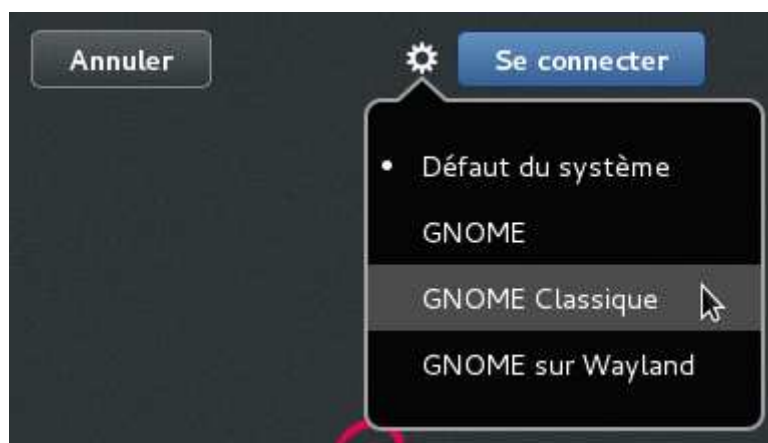 Annuler
Se connecter
Défaut du système
GNOME
GNOME Classique
GNOME sur Wayland